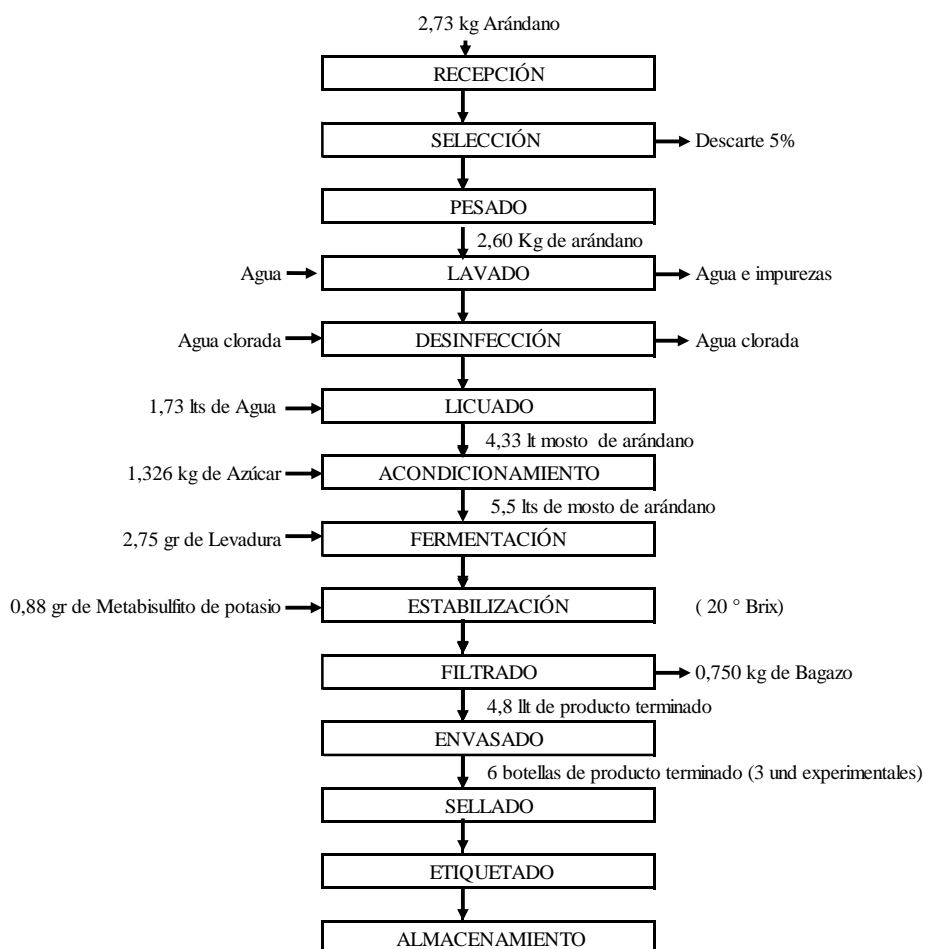 2,73 kg Arándano
RECEPCIÓN
SELECCIÓN
Descarte 5%
PESADO
2,60 Kg de arándano
Agua
LAVADO
Agua e impurezas
Agua clorada
DESINFECCIÓN
Agua clorada
1,73 lts de Agua
LICUADO
4,33 lt mosto de arándano
1,326 kg de Azúcar
ACONDICIONAMIENTO
5,5 lts de mosto de arándano
2,75 gr de Levadura
FERMENTACIÓN
0,88 gr de Metabisulfito de potasio
ESTABILIZACIÓN
( 20 ° Brix)
FILTRADO
0,750 kg de Bagazo
4,8 llt de producto terminado
ENVASADO
6 botellas de producto terminado (3 und experimentales)
SELLADO
ETIQUETADO
ALMACENAMIENTO